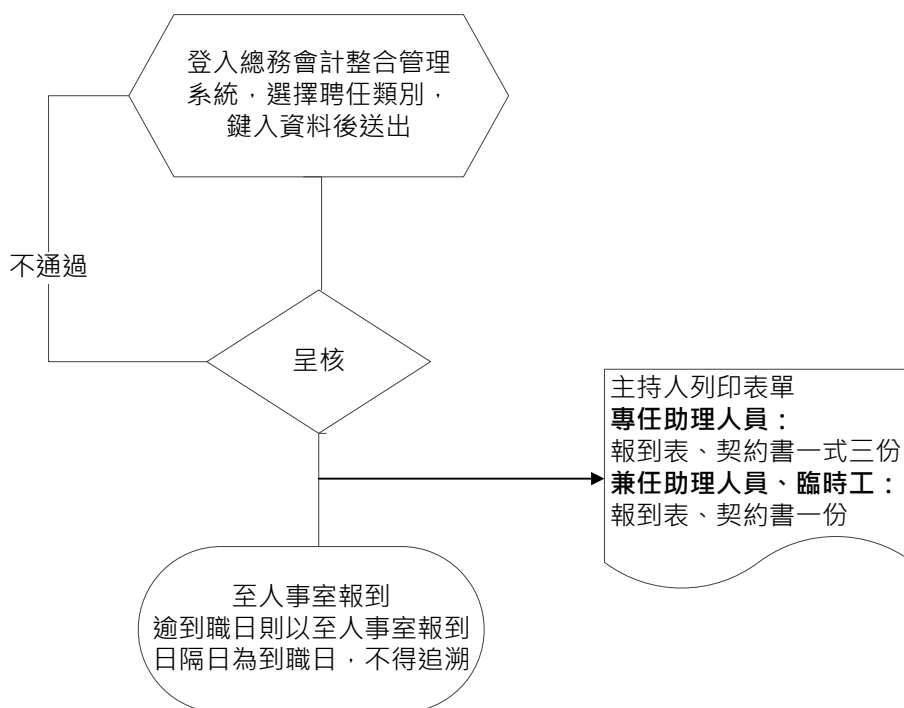 登入總務會計整合管理
系統，選擇聘任類別，
鍵入資料後送出
不通過
呈核
主持人列印表單
專任助理人員：
報到表、契約書一式三份
兼任助理人員、臨時工：
報到表、契約書一份
至人事室報到
逾到職日則以至人事室報到
日隔日為到職日，不得追溯